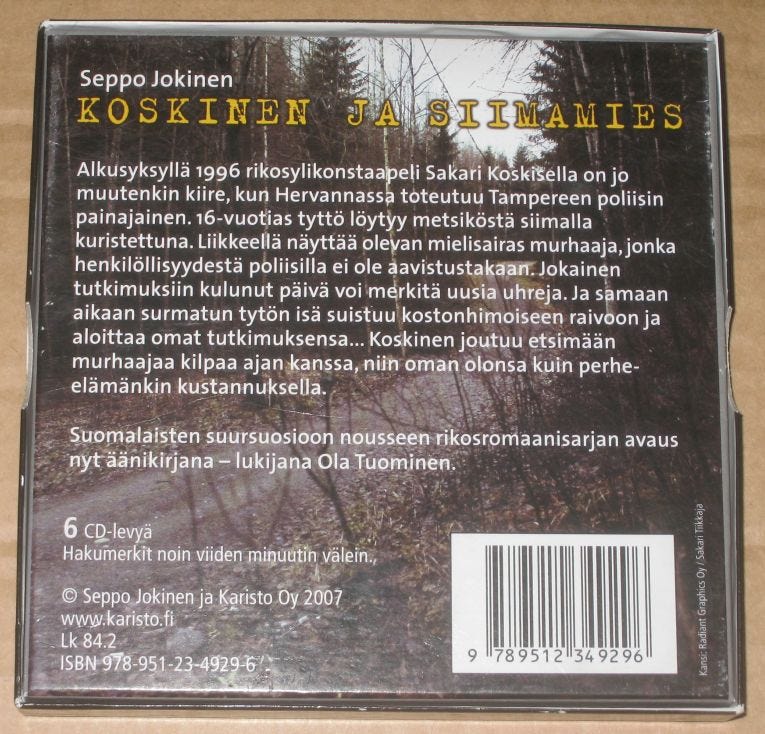 Seppo Jokinen
KOSKINEN JA SIIMAMIES
Alkusyksyllä 1996 rikosylikonstaapeli Sakari Koskisella on jo
muutenkin kiire, kun Hervannassa toteutuu Tampereen poliisin
painajainen. 16-vuotias tyttö löytyy metsiköstä siimalla
kuristettuna. Liikkeellä näyttää olevan mielisairas murhaaja, jonka
henkilöllisyydestä poliisilla ei ole aavistustakaan. Jokainen
tutkimuksiin kulunut päivä voi merkitä uusia uhreja. Ja samaan
aikaan surmatun tytön isä suistuu kostonhimoiseen raivoon ja
aloittaa omat tutkimuksensa... Koskinen joutuu etsimään
murhaajaa kilpaa ajan kanssa, niin oman olonsa kuin perhe-
elämänkin kustannuksella.
Suomalaisten suursuosioon nousseen rikosromaanisarjan avaus
nyt äänikirjana – lukijana Ola Tuominen.
6 CD-levyä
Hakumerkit noin viiden minuutin välein.
© Seppo Jokinen ja Karisto Oy 2007
www.karisto.fi
Lk 84.2
ISBN 978-951-23-4929-6
9 789512 349296
Kansi: Radiant Graphics Oy / Sakari Tiikkaja